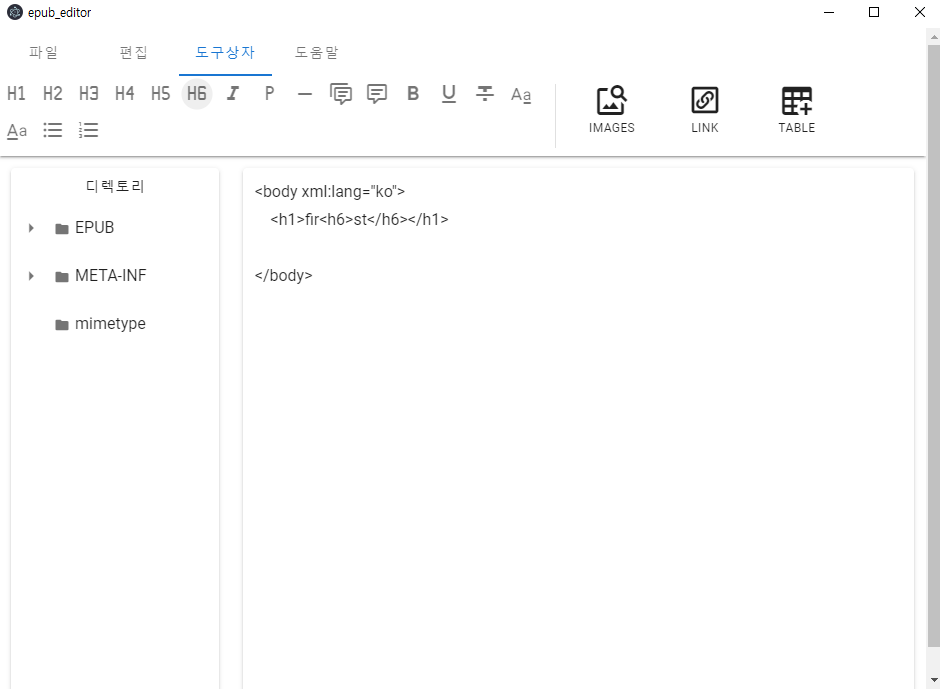 epub_editor
파일 편집 도구상자 도움말
H1 H2 H3 H4 H5 H6 I P B U T Aa
Aa
IMAGES LINK TABLE
디렉토리
EPUB
META-INF
mimetype
<body xml:lang="ko">
<h1>fir<h6>st</h6></h1>
</body>